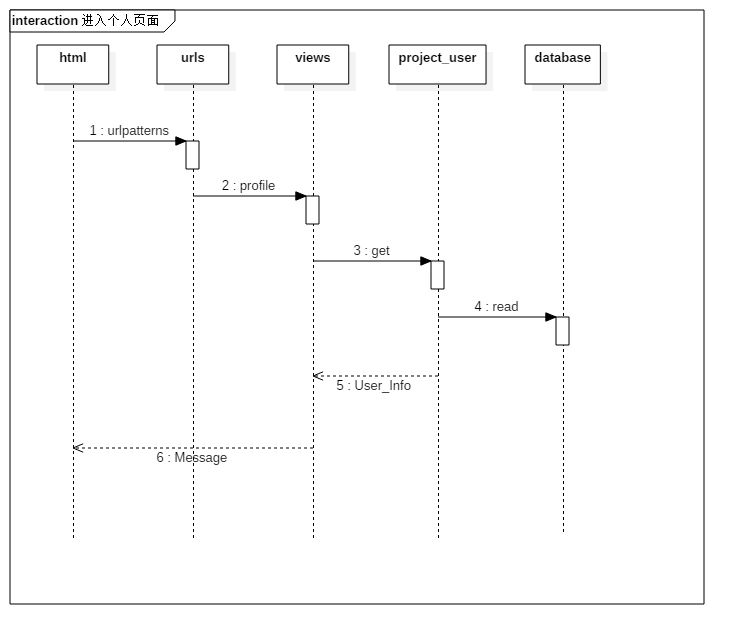 interaction 进入个人页面
html
urls
views
project_user
database
1 : urlpatterns
2 : profile
3 : get
4 : read
5 : User_Info
6 : Message